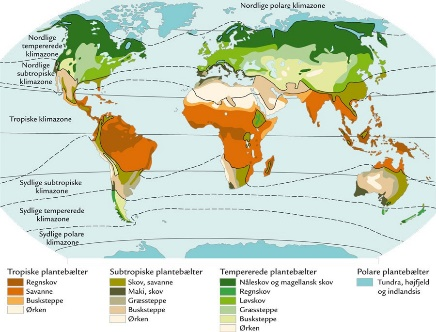 Nordlige polare klimazone
Nordlige
tempererede
klimazone
Nordlige
subtropiske
klimazone
Tropiske klimazone
Sydlige subtropiske
klimazone
Sydlige tempererede
klimazone
Sydlige polare
klimazone
Tropiske plantebælter
Regnskov
Savanne
Busksteppe
Ørken
Subtropiske plantebælter
Skov, savanne
Maki, skov
Græssteppe
Busksteppe
Ørken
Tempererede plantebælter
Nåleskov og magellansk skov
Regnskov
Løvskov
Græssteppe
Busksteppe
Ørken
Polare plantebælter
Tundra, højfjeld
og indlandsis